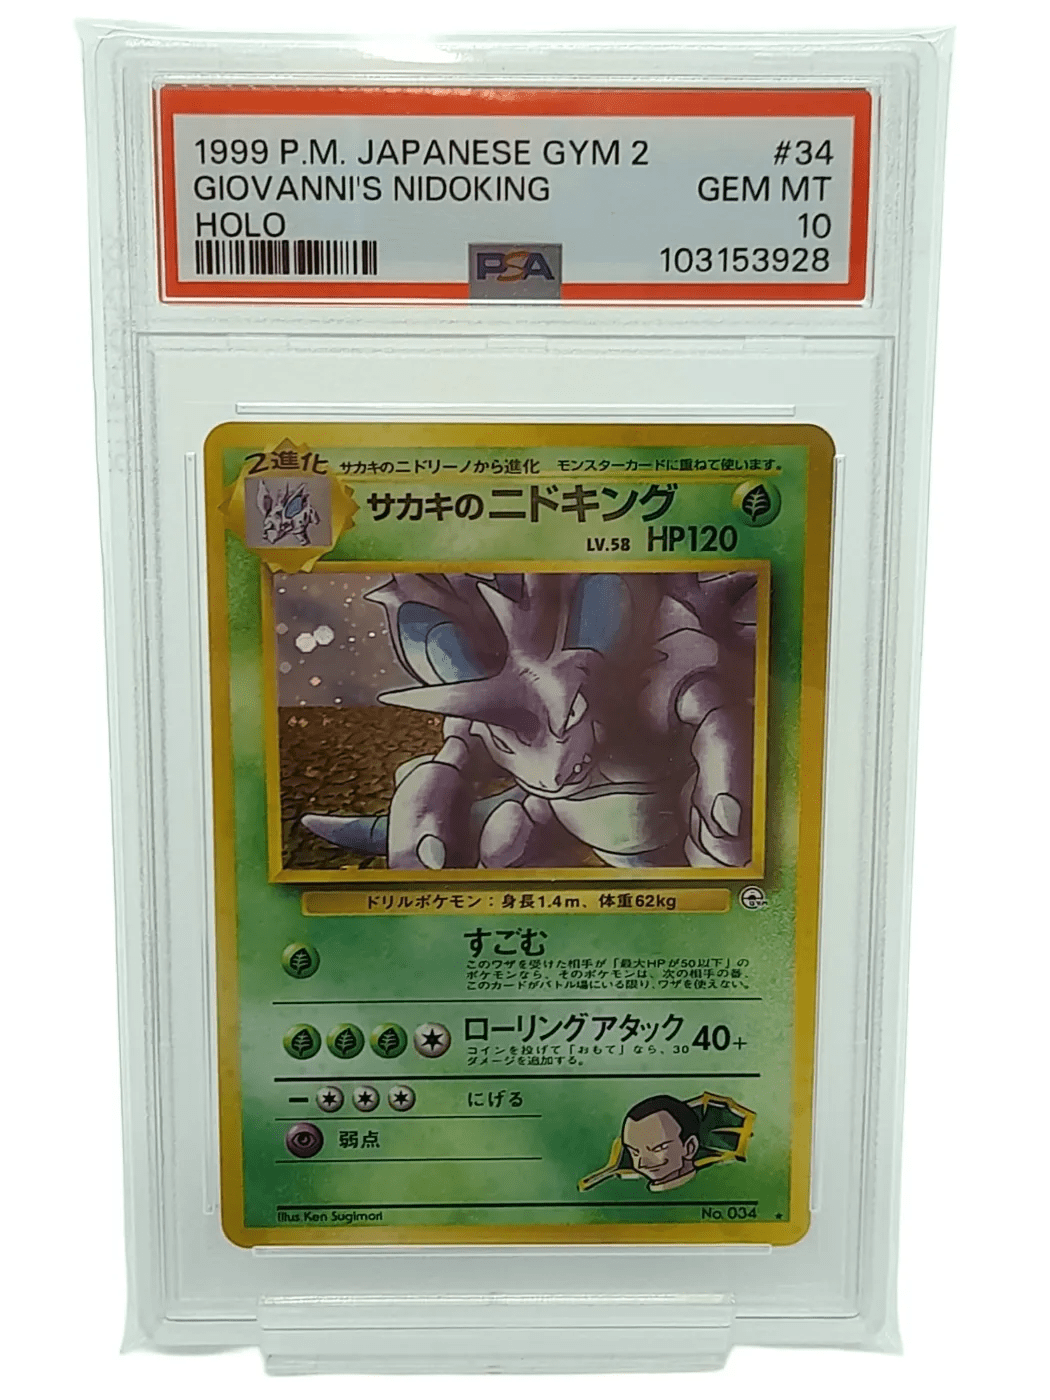 1999 P.M. JAPANESE GYM 2 #34
GIOVANNI'S NIDOKING GEM MT
HOLO 10
PSA 103153928
2進化 サカキのニドリーノから進化 モンスターカードに重ねて使います。
サカキのニドキング
LV.58 HP120
ドリルポケモン：身長1.4m、体重62kg
GYM
すごむ
このワザを受けた相手が「最大HPが50以下」の
ポケモンなら、そのポケモンは、次の相手の番、
このカードがバトル場にいる限り、ワザを使えない。
ローリングアタック 40+
コインを投げて「おもて」なら、30
ダメージを追加する。
− にげる
弱点
Illus. Ken Sugimori No. 034 ★